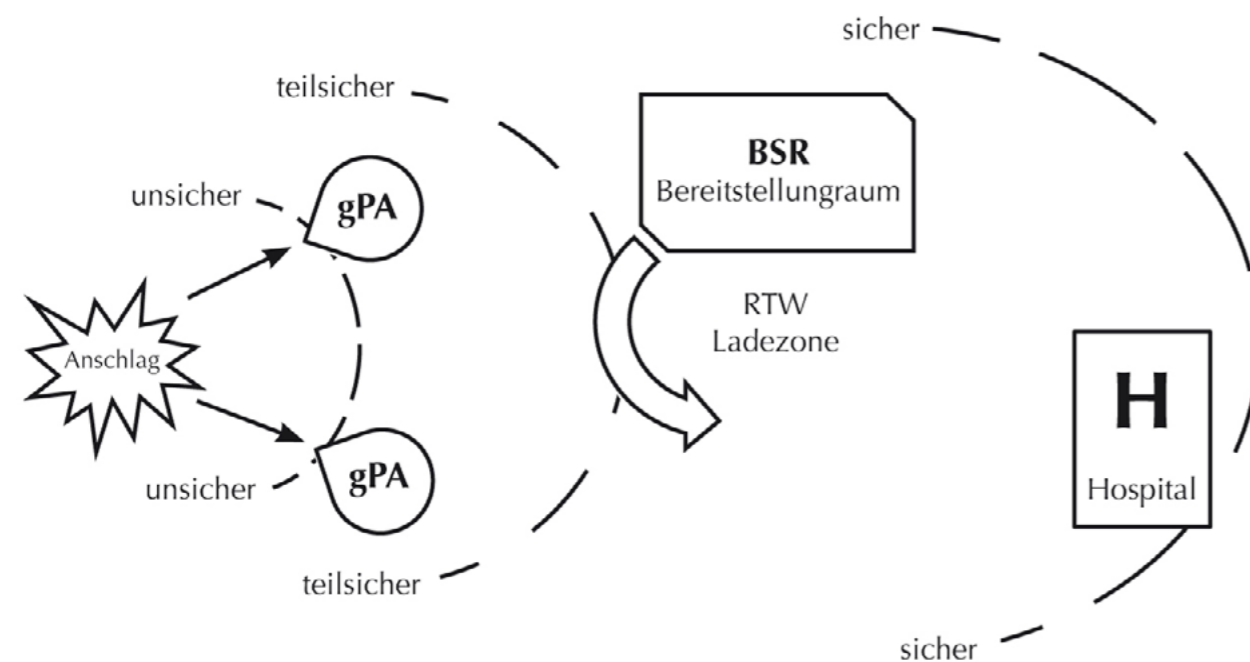 sicher
teilsicher
BSR
Bereitstellungraum
unsicher
gPA
RTW
Ladezone
Anschlag
H
Hospital
gPA
unsicher
teilsicher
sicher